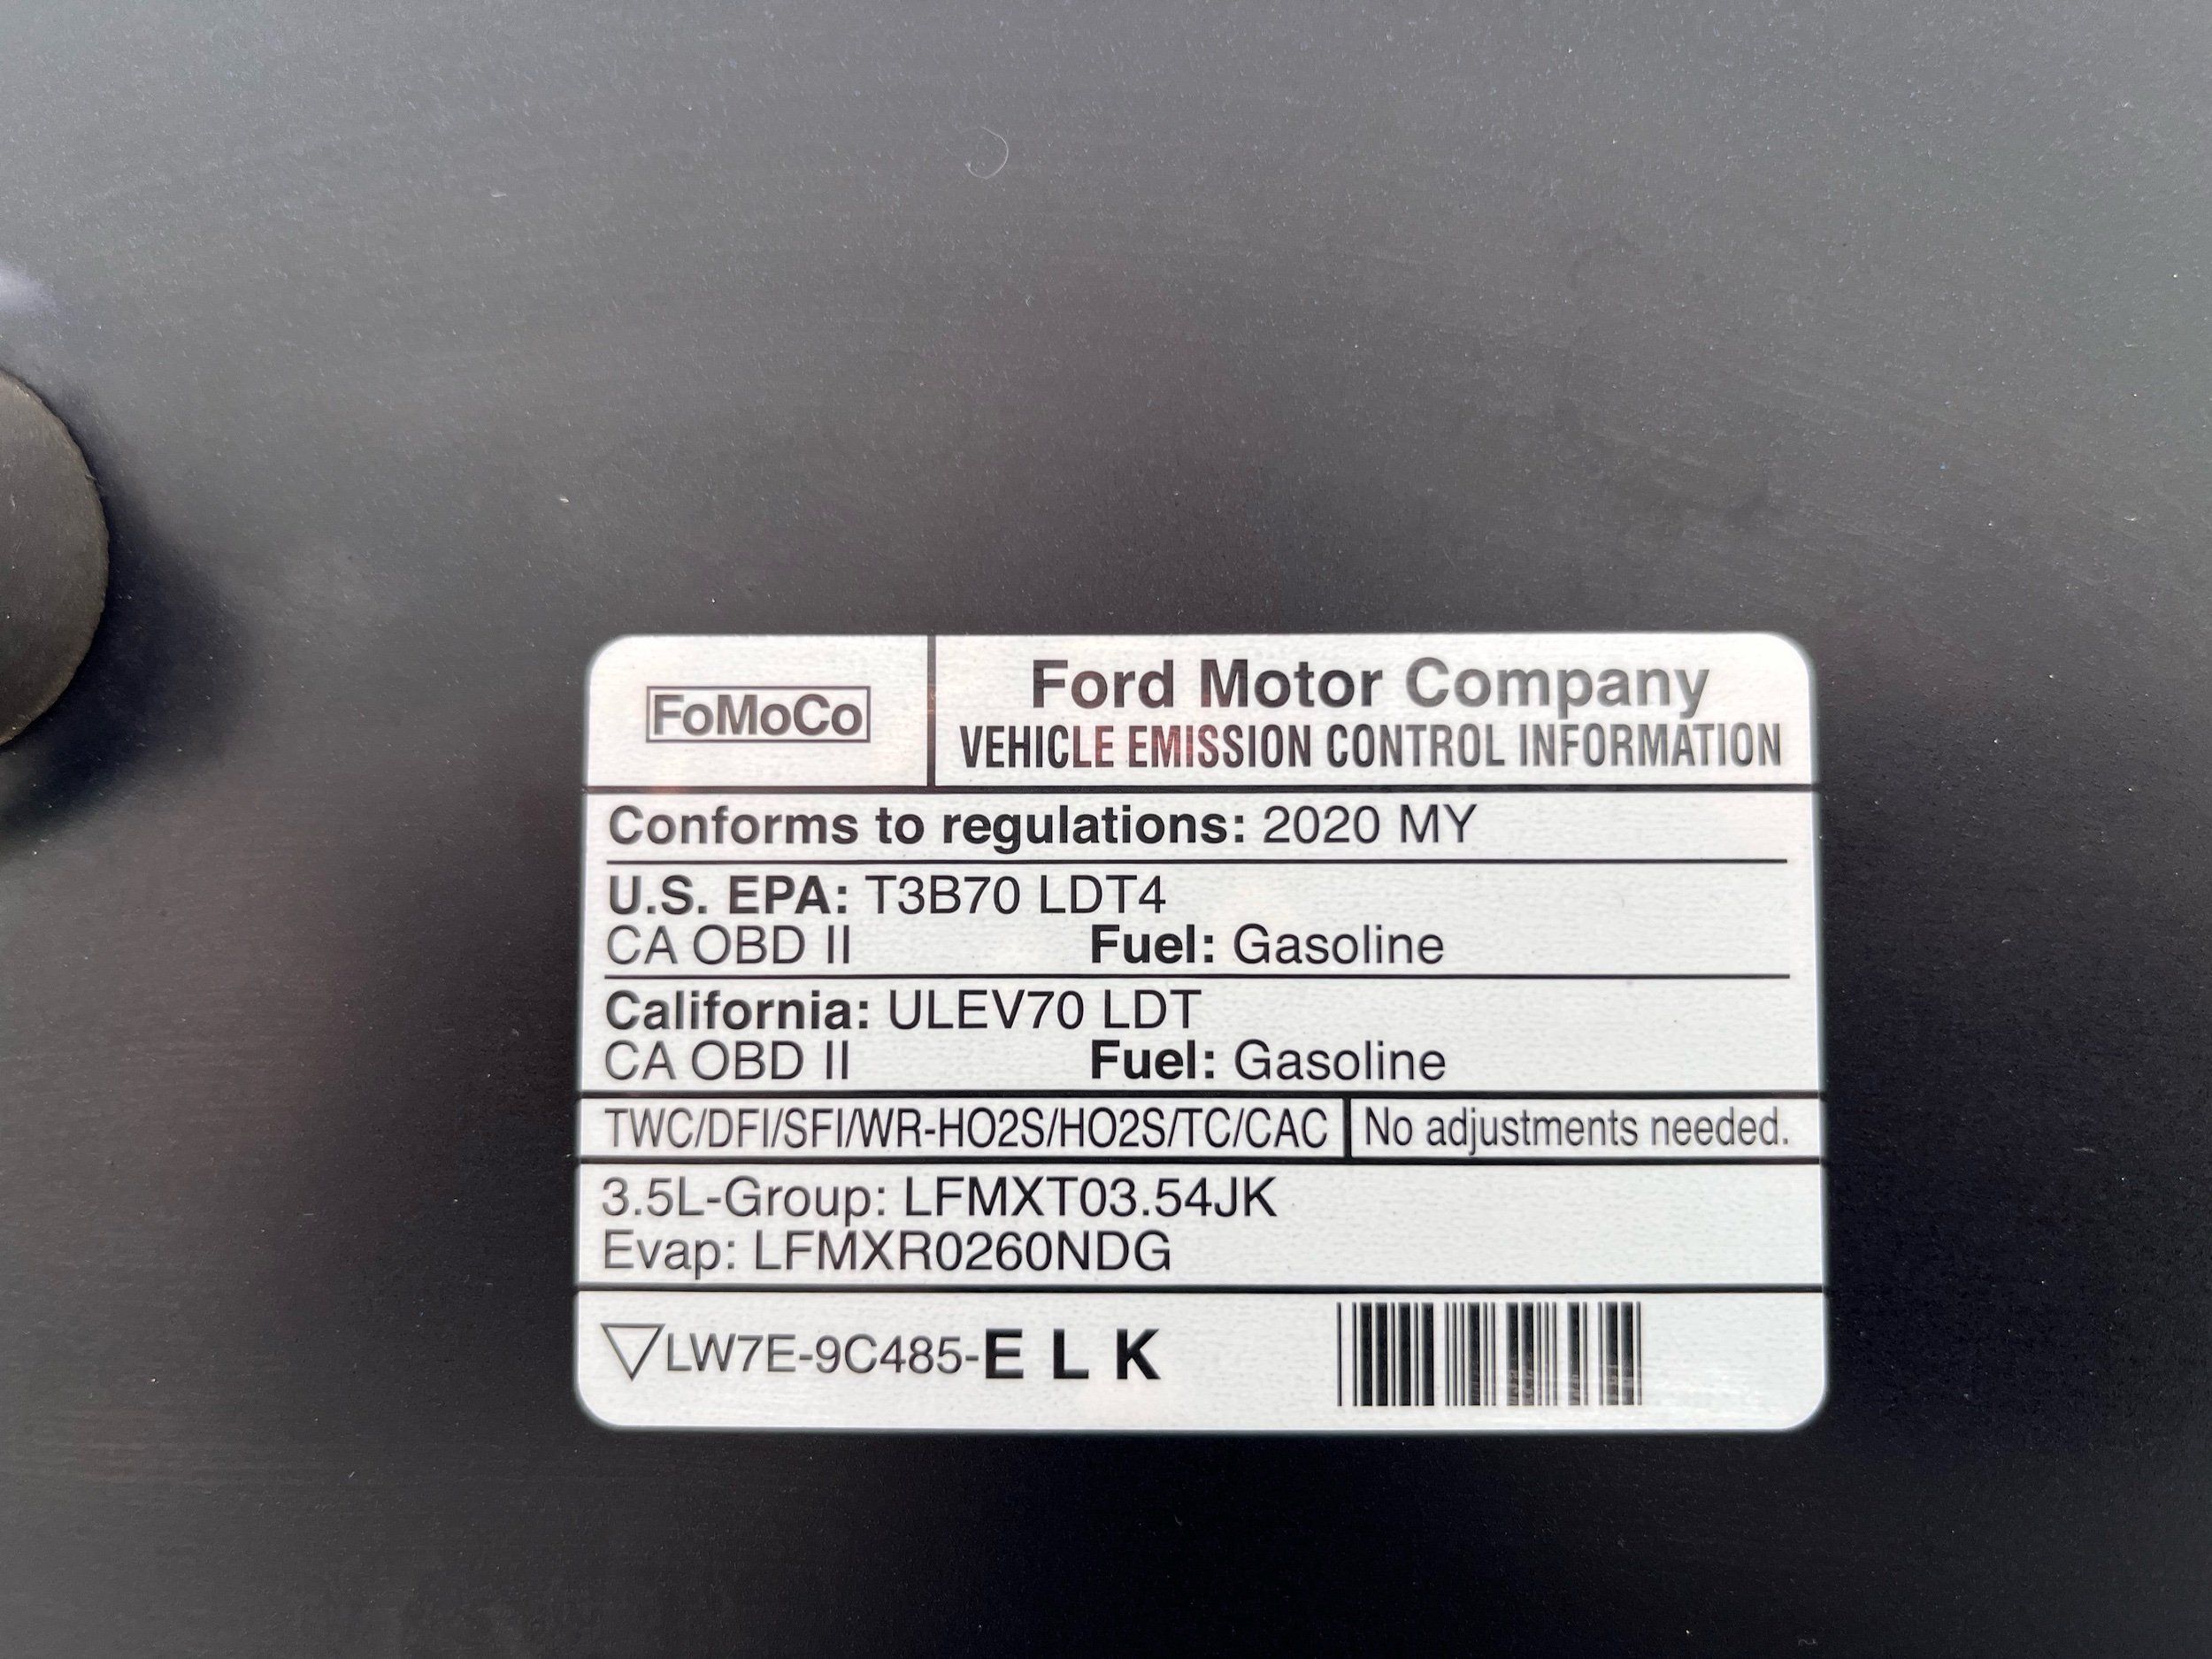 FoMoCo
Ford Motor Company
VEHICLE EMISSION CONTROL INFORMATION
Conforms to regulations: 2020 MY
U.S. EPA: T3B70 LDT4
CA OBD II Fuel: Gasoline
California: ULEV70 LDT
CA OBD II Fuel: Gasoline
TWC/DFI/SFI/WR-HO2S/HO2S/TC/CAC No adjustments needed.
3.5L-Group: LFMXT03.54JK
Evap: LFMXR0260NDG
LW7E-9C485-E L K